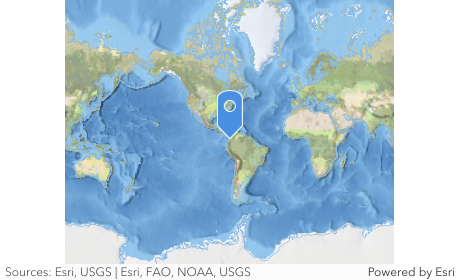 Sources: Esri, USGS | Esri, FAO, NOAA, USGS
Powered by Esri